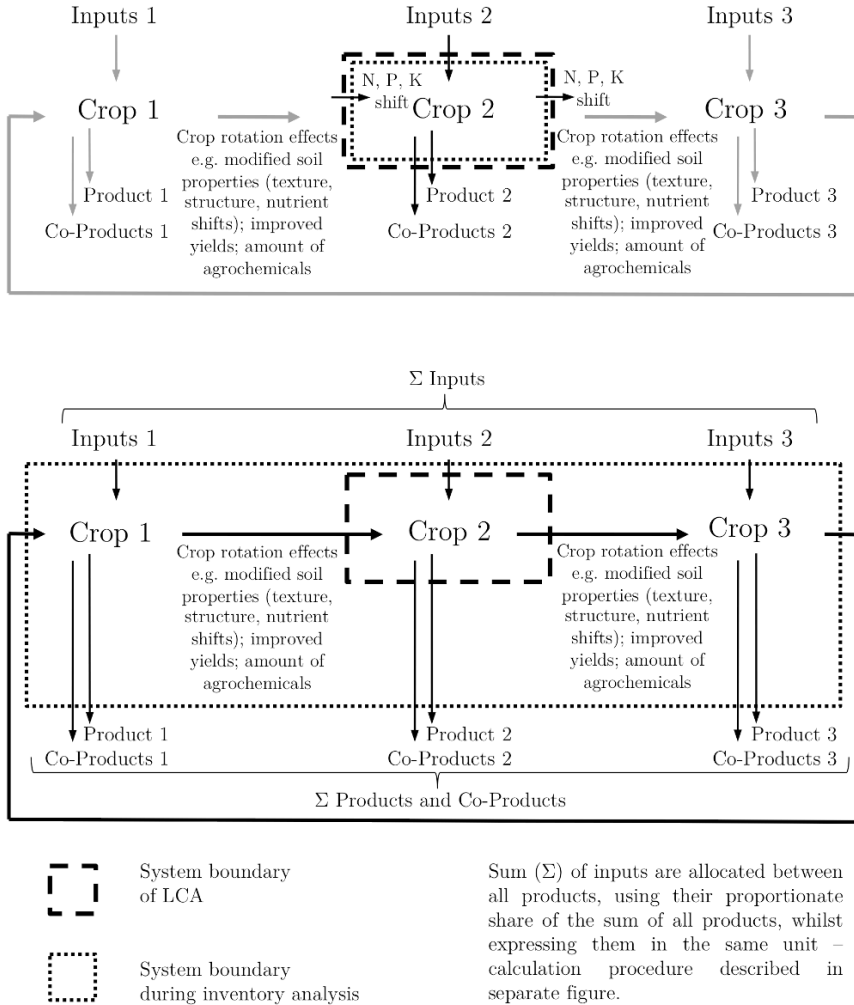 Inputs 1
Inputs 2
Inputs 3
N, P, K
shift
N, P, K
shift
Crop 1
Crop 2
Crop 3
Crop rotation effects
e.g. modified soil
properties (texture,
structure, nutrient
shifts); improved
yields; amount of
agrochemicals
Crop rotation effects
e.g. modified soil
properties (texture,
structure, nutrient
shifts); improved
yields; amount of
agrochemicals
Product 1
Co-Products 1
Product 2
Co-Products 2
Product 3
Co-Products 3
Σ Inputs
Inputs 1
Inputs 2
Inputs 3
Crop 1
Crop 2
Crop 3
Crop rotation effects
e.g. modified soil
properties (texture,
structure, nutrient
shifts); improved
yields; amount of
agrochemicals
Crop rotation effects
e.g. modified soil
properties (texture,
structure, nutrient
shifts); improved
yields; amount of
agrochemicals
Product 1
Co-Products 1
Product 2
Co-Products 2
Product 3
Co-Products 3
Σ Products and Co-Products
System boundary
of LCA
System boundary
during inventory analysis
Sum (Σ) of inputs are allocated between
all products, using their proportionate
share of the sum of all products, whilst
expressing them in the same unit –
calculation procedure described in
separate figure.